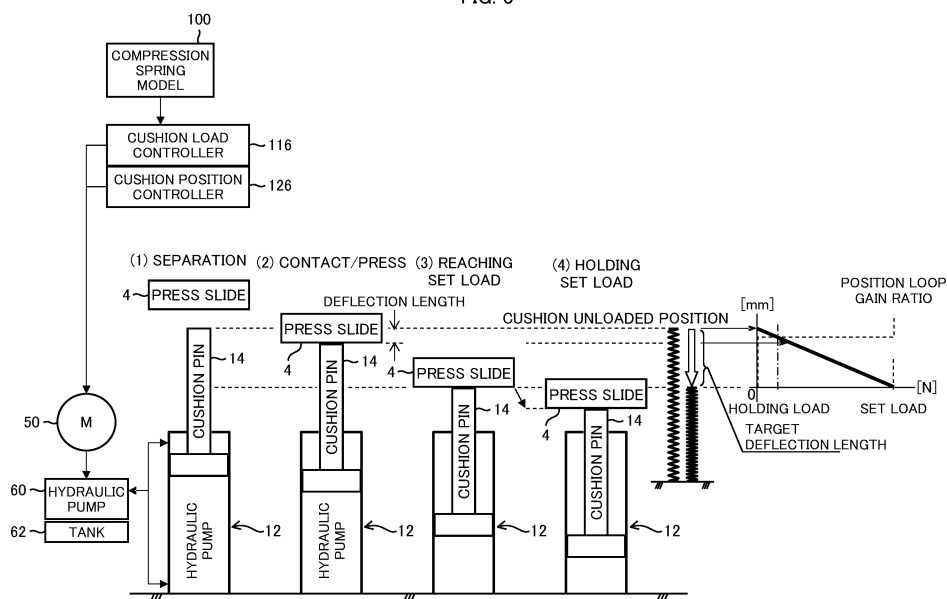 100
COMPRESSION
SPRING
MODEL
CUSHION LOAD
CONTROLLER
116
CUSHION POSITION
CONTROLLER
126
(1) SEPARATION
(2) CONTACT/PRESS
(3) REACHING
SET LOAD
(4) HOLDING
SET LOAD
POSITION LOOP
GAIN RATIO
4
PRESS SLIDE
DEFLECTION LENGTH
CUSHION UNLOADED POSITION
[mm]
PRESS SLIDE
4
PRESS SLIDE
4
PRESS SLIDE
4
CUSHION PIN
14
CUSHION PIN
14
CUSHION PIN
14
CUSHION PIN
14
0
[N]
HOLDING LOAD
SET LOAD
TARGET
DEFLECTION LENGTH
50
M
60
HYDRAULIC
PUMP
62
TANK
HYDRAULIC
PUMP
12
HYDRAULIC
PUMP
12
12
12